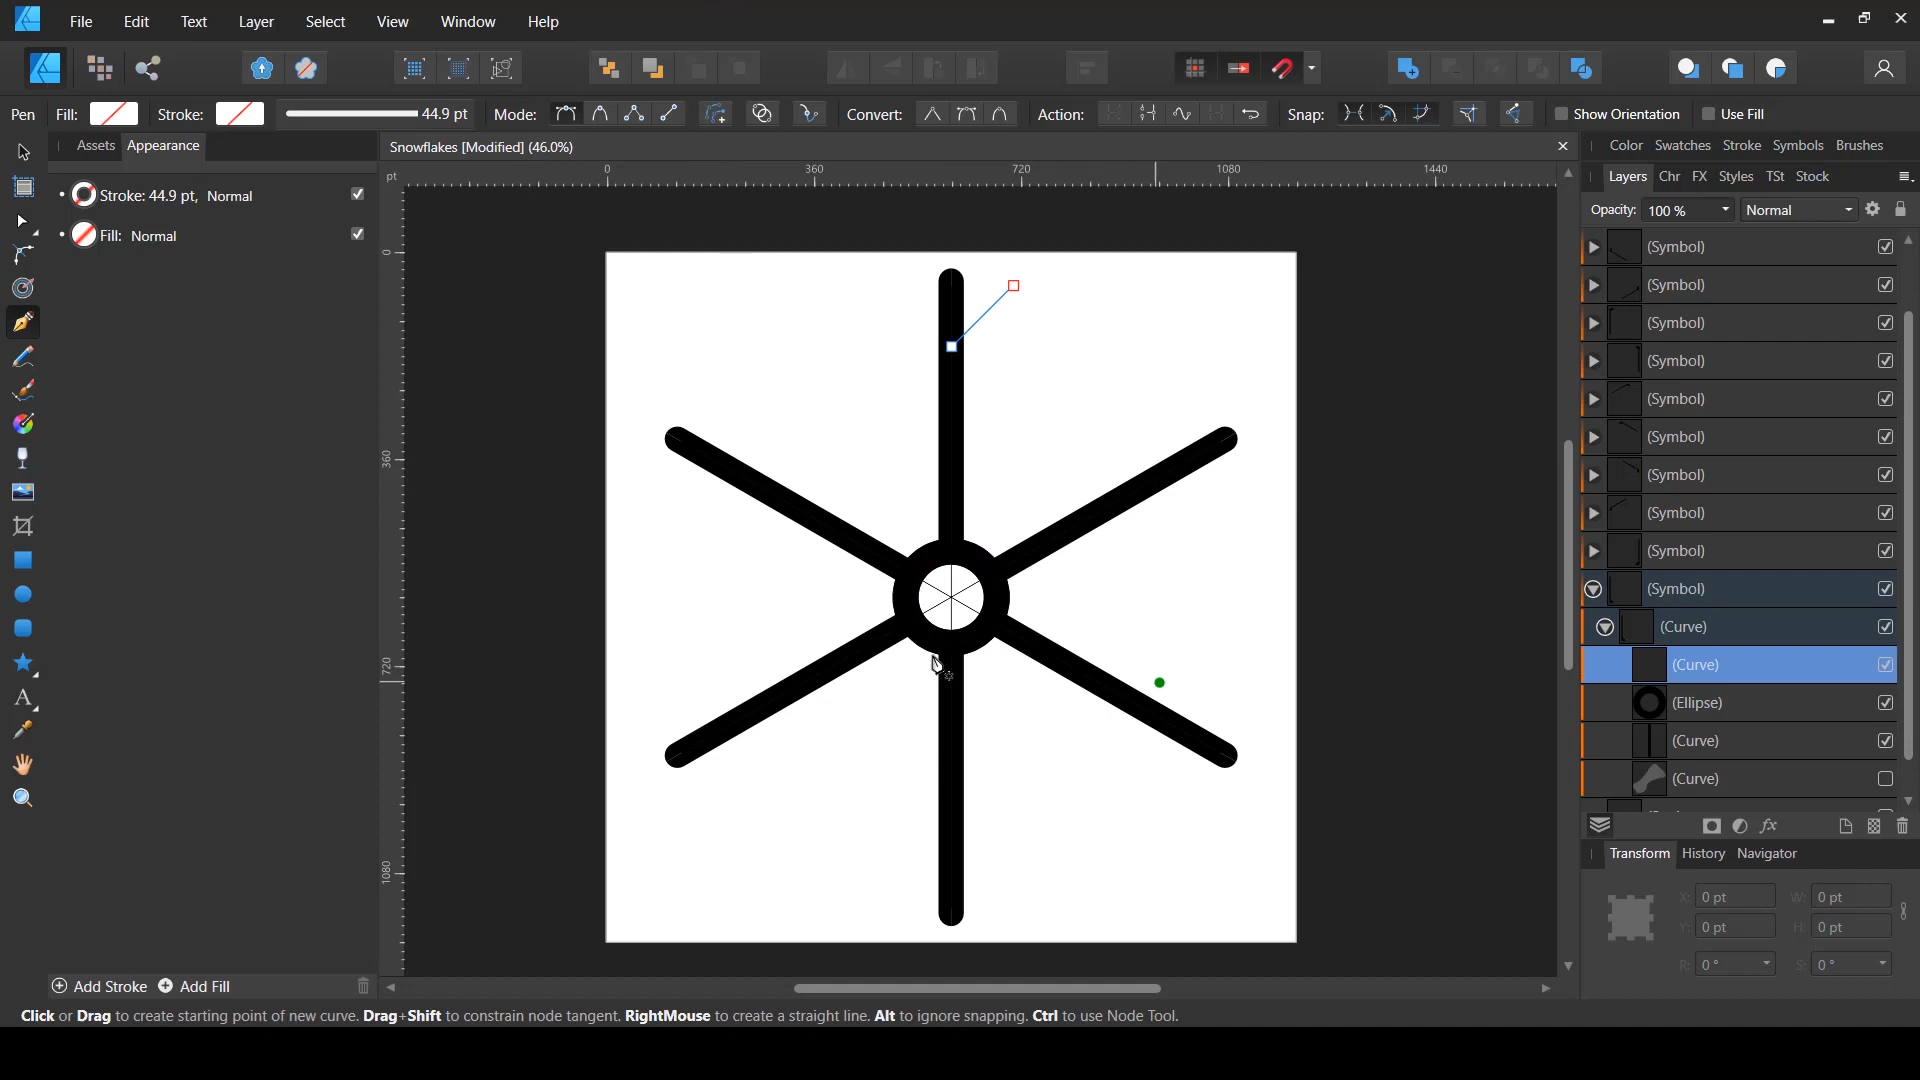 File Edit Text Layer Select View Window Help
Pen Fill: Stroke: 44.9 pt Mode: Convert: Action: Snap: Show Orientation Use Fill
Assets Appearance
Snowflakes [Modified] (46.0%)
Color Swatches Stroke Symbols Brushes
pt 0 360 720 1080 1440
Layers Chr FX Styles TSt Stock
Stroke: 44.9 pt, Normal
Opacity: 100 % Normal
Fill: Normal
0
360
720
1080
(Symbol)
(Symbol)
(Symbol)
(Symbol)
(Symbol)
(Symbol)
(Symbol)
(Symbol)
(Symbol)
(Symbol)
(Curve)
(Curve)
(Ellipse)
(Curve)
(Curve)
fx
Transform History Navigator
X: 0 pt W: 0 pt
Y: 0 pt H: 0 pt
R: 0 ° S: 0 °
Add Stroke Add Fill
Click or Drag to create starting point of new curve. Drag+Shift to constrain node tangent. RightMouse to create a straight line. Alt to ignore snapping. Ctrl to use Node Tool.